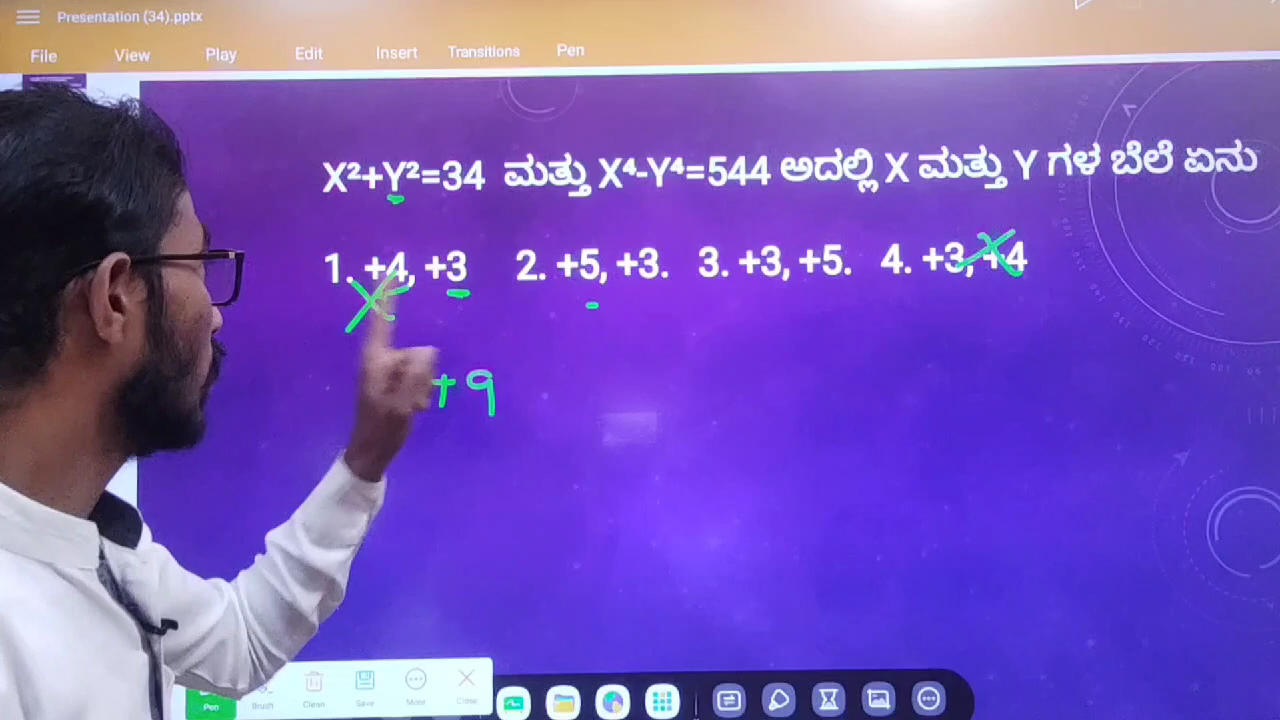 Presentation (34).pptx
File View Play Edit Insert Transitions Pen
X²+Y²=34 ಮತ್ತು X⁴-Y⁴=544 ಅದಲ್ಲಿ X ಮತ್ತು Y ಗಳ ಬೆಲೆ ಏನು
1. +4, +3 2. +5, +3. 3. +3, +5. 4. +3, +4
+9
Pen Brush Clean Save More Close